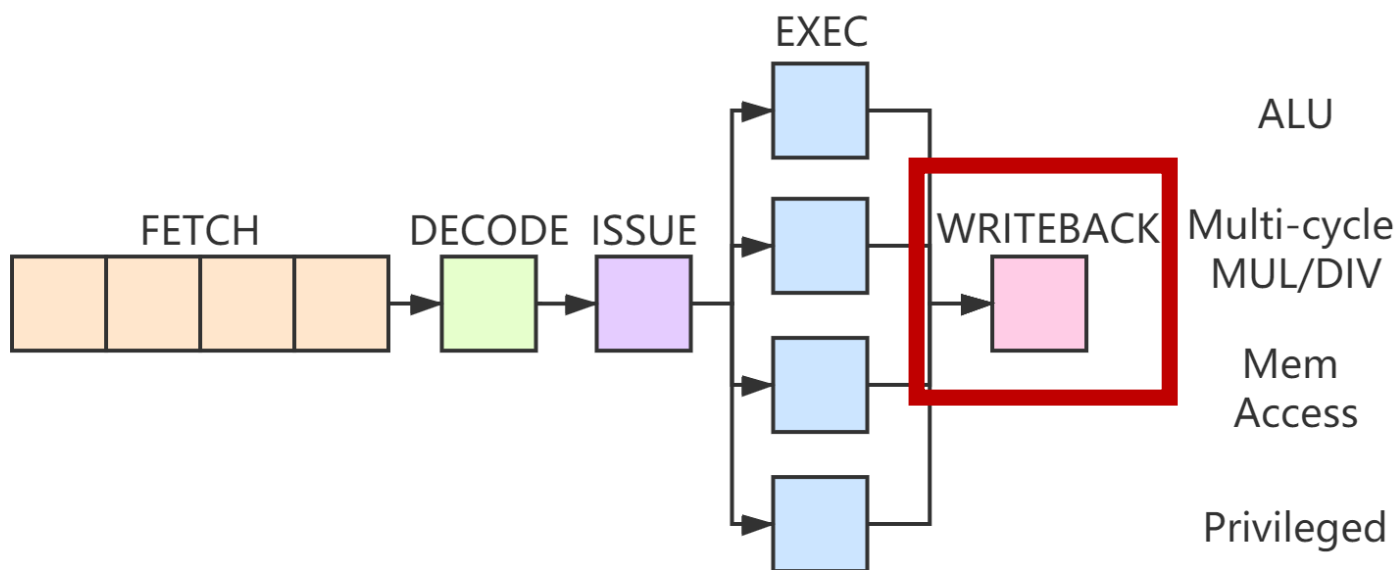 EXEC
ALU
FETCH
DECODE
ISSUE
WRITEBACK
Multi-cycle
MUL/DIV
Mem
Access
Privileged